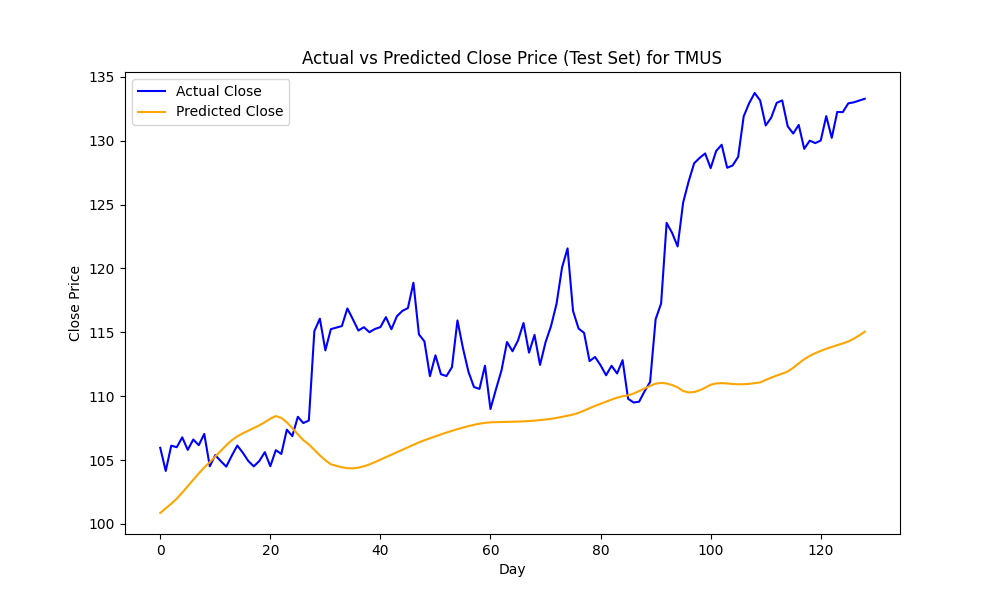 Actual vs Predicted Close Price (Test Set) for TMUS
Actual Close
Predicted Close
Close Price
135
130
125
120
115
110
105
100
0 20 40 60 80 100 120
Day